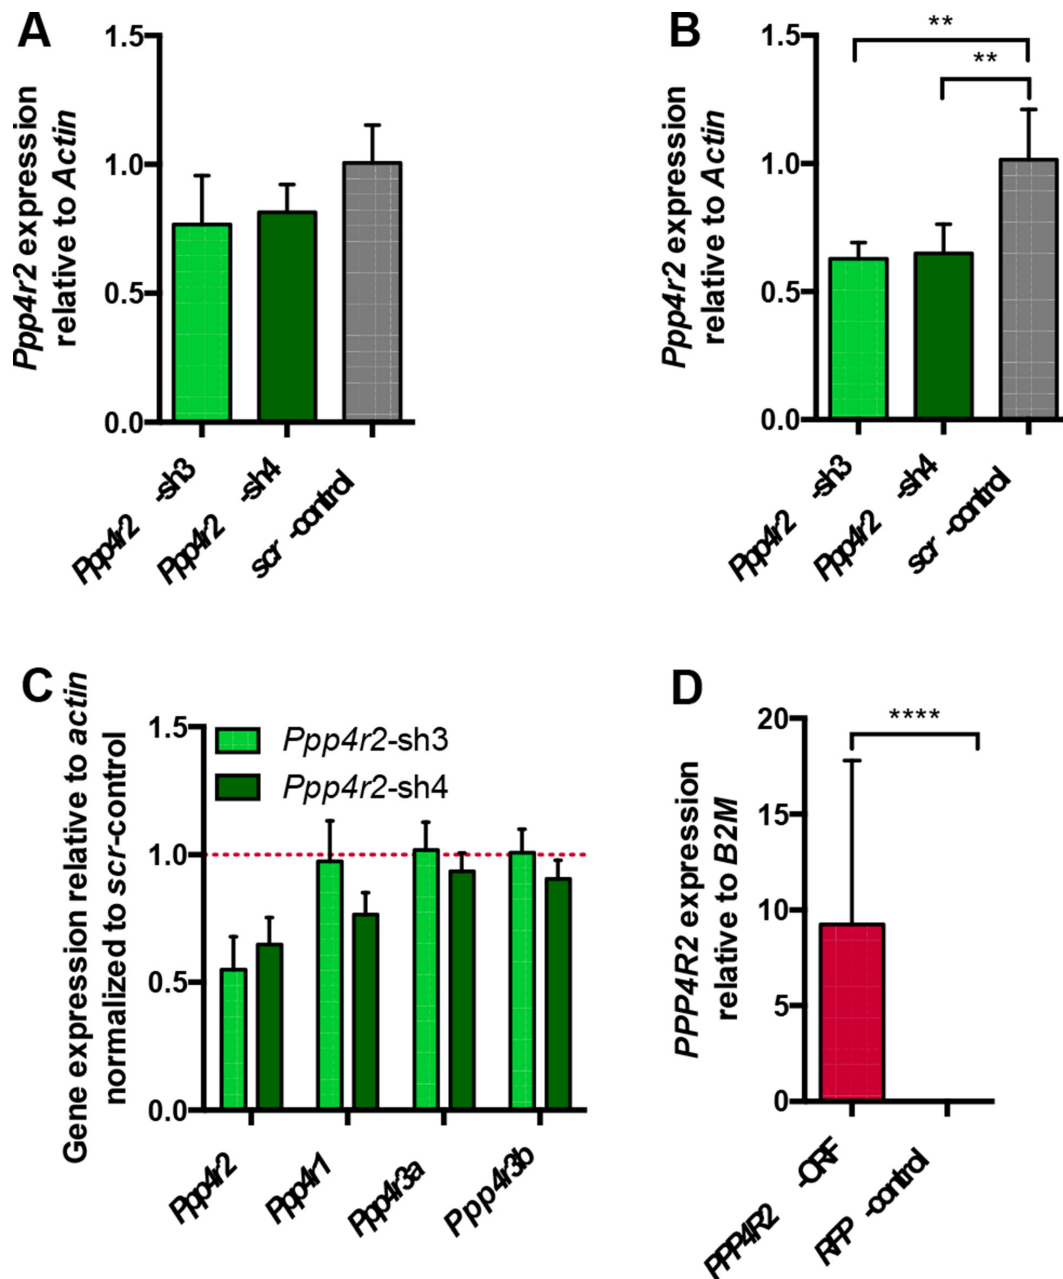 A
Ppp4r2 expression
relative to Actin
1.5
1.0
0.5
0.0
Ppp4r2 -sh3
Ppp4r2 -sh4
scr -control
B
Ppp4r2 expression
relative to Actin
1.5
1.0
0.5
0.0
**
**
Ppp4r2 -sh3
Ppp4r2 -sh4
scr -control
C
Gene expression relative to actin
normalized to scr-control
1.5
1.0
0.5
0.0
Ppp4r2-sh3
Ppp4r2-sh4
Ppp4r2
Ppp4r1
Ppp4r3a
Ppp4r3b
D
PPP4R2 expression
relative to B2M
20
15
10
5
0
****
PPP4R2 -ORF
RFP -control